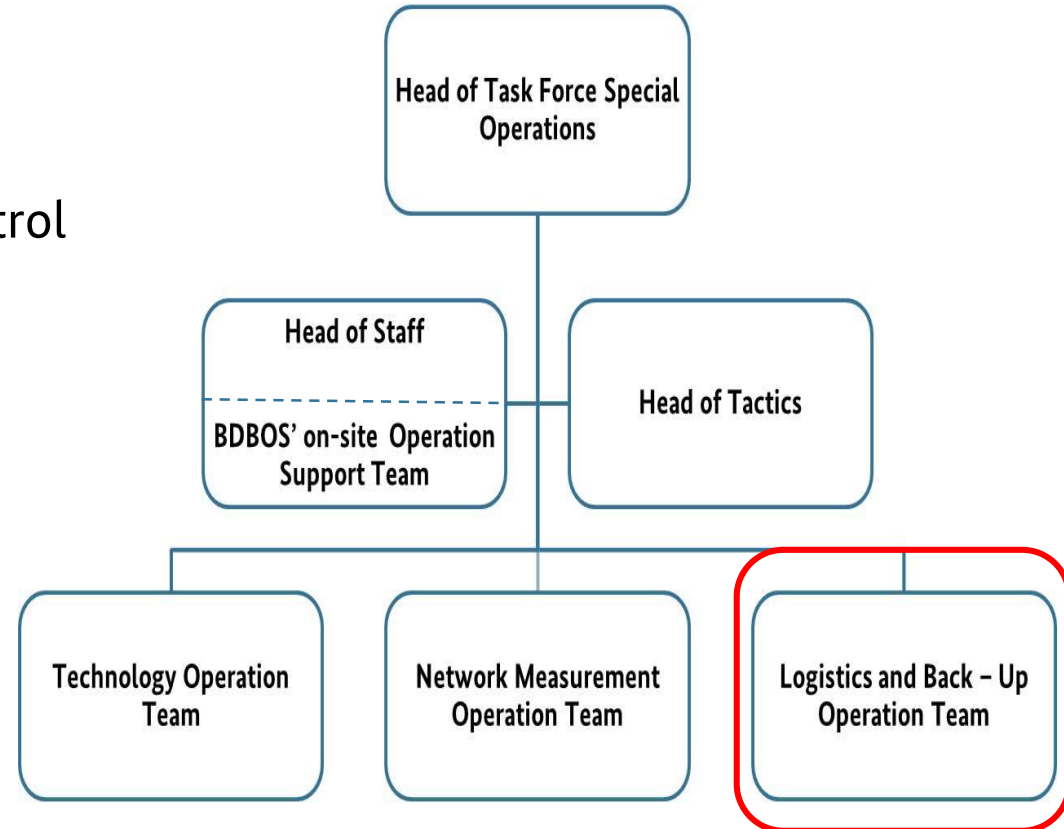 Head of Task Force Special
Operations
trol
Head of Staff
BDBOS’ on-site Operation
Support Team
Head of Tactics
Technology Operation
Team
Network Measurement
Operation Team
Logistics and Back – Up
Operation Team